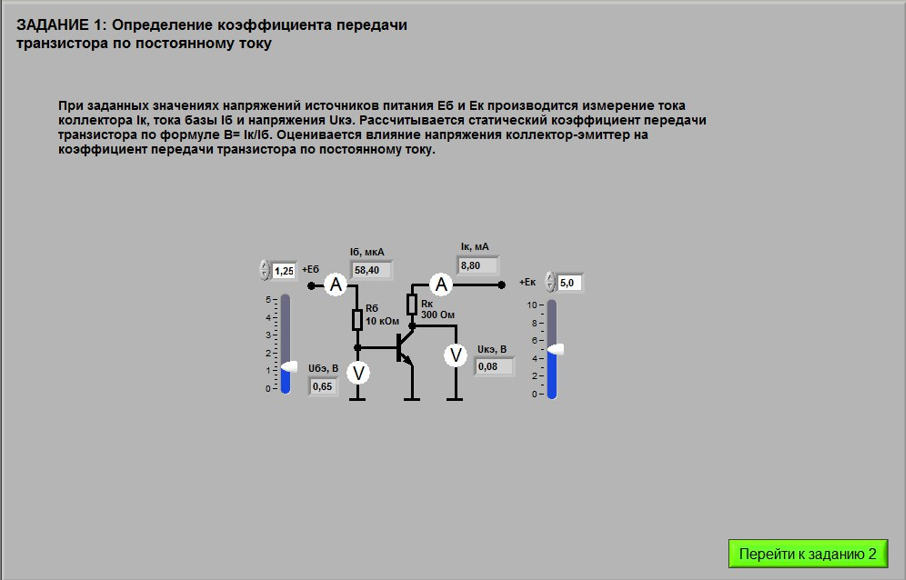 ЗАДАНИЕ 1: Определение коэффициента передачи
транзистора по постоянному току
При заданных значениях напряжений источников питания Еб и Ек производится измерение тока
коллектора Iк, тока базы Iб и напряжения Uкэ. Рассчитывается статический коэффициент передачи
транзистора по формуле В= Iк/Iб. Оценивается влияние напряжения коллектор-эмиттер на
коэффициент передачи транзистора по постоянному току.
Iб, мкА
58,40
Iк, мА
8,80
1,25
+Еб
A
A
+Ек
5,0
Rб
10 кОм
Rк
300 Ом
5
4
3
2
1
0
10
8
6
4
2
0
Uбэ, В
0,65
V
V
Uкэ, В
0,08
Перейти к заданию 2